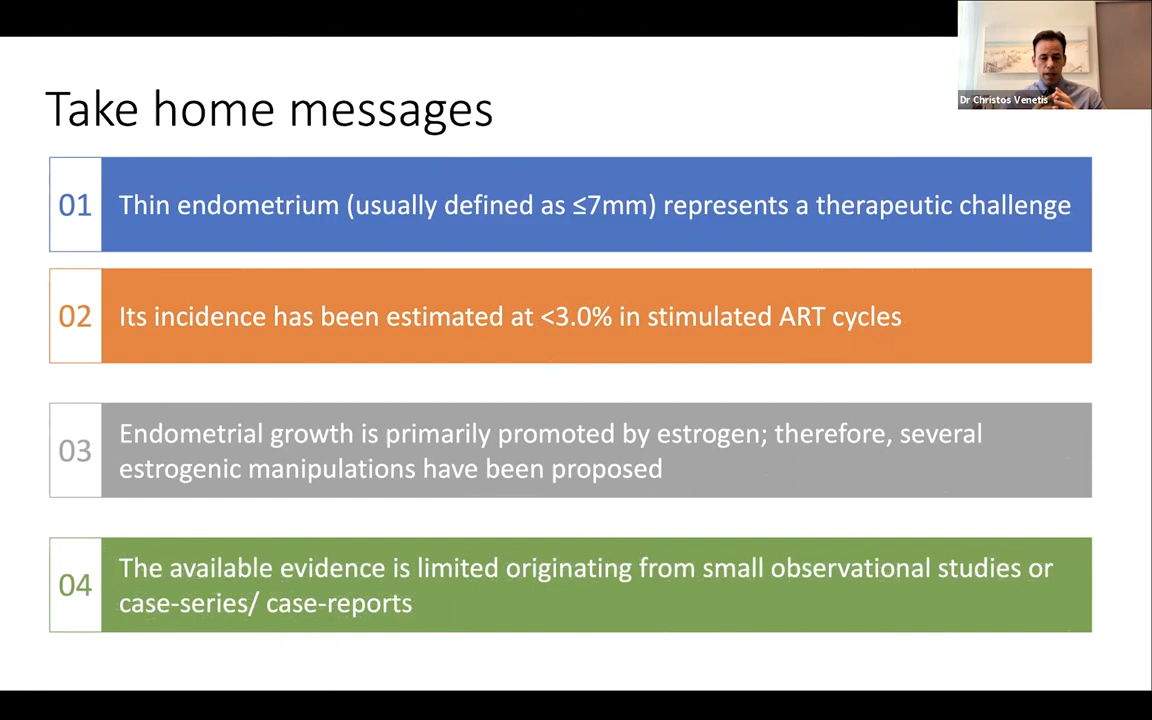 Dr Christos Venetis
Take home messages
01
Thin endometrium (usually defined as ≤7mm) represents a therapeutic challenge
02
Its incidence has been estimated at <3.0% in stimulated ART cycles
03
Endometrial growth is primarily promoted by estrogen; therefore, several
estrogenic manipulations have been proposed
04
The available evidence is limited originating from small observational studies or
case-series/ case-reports